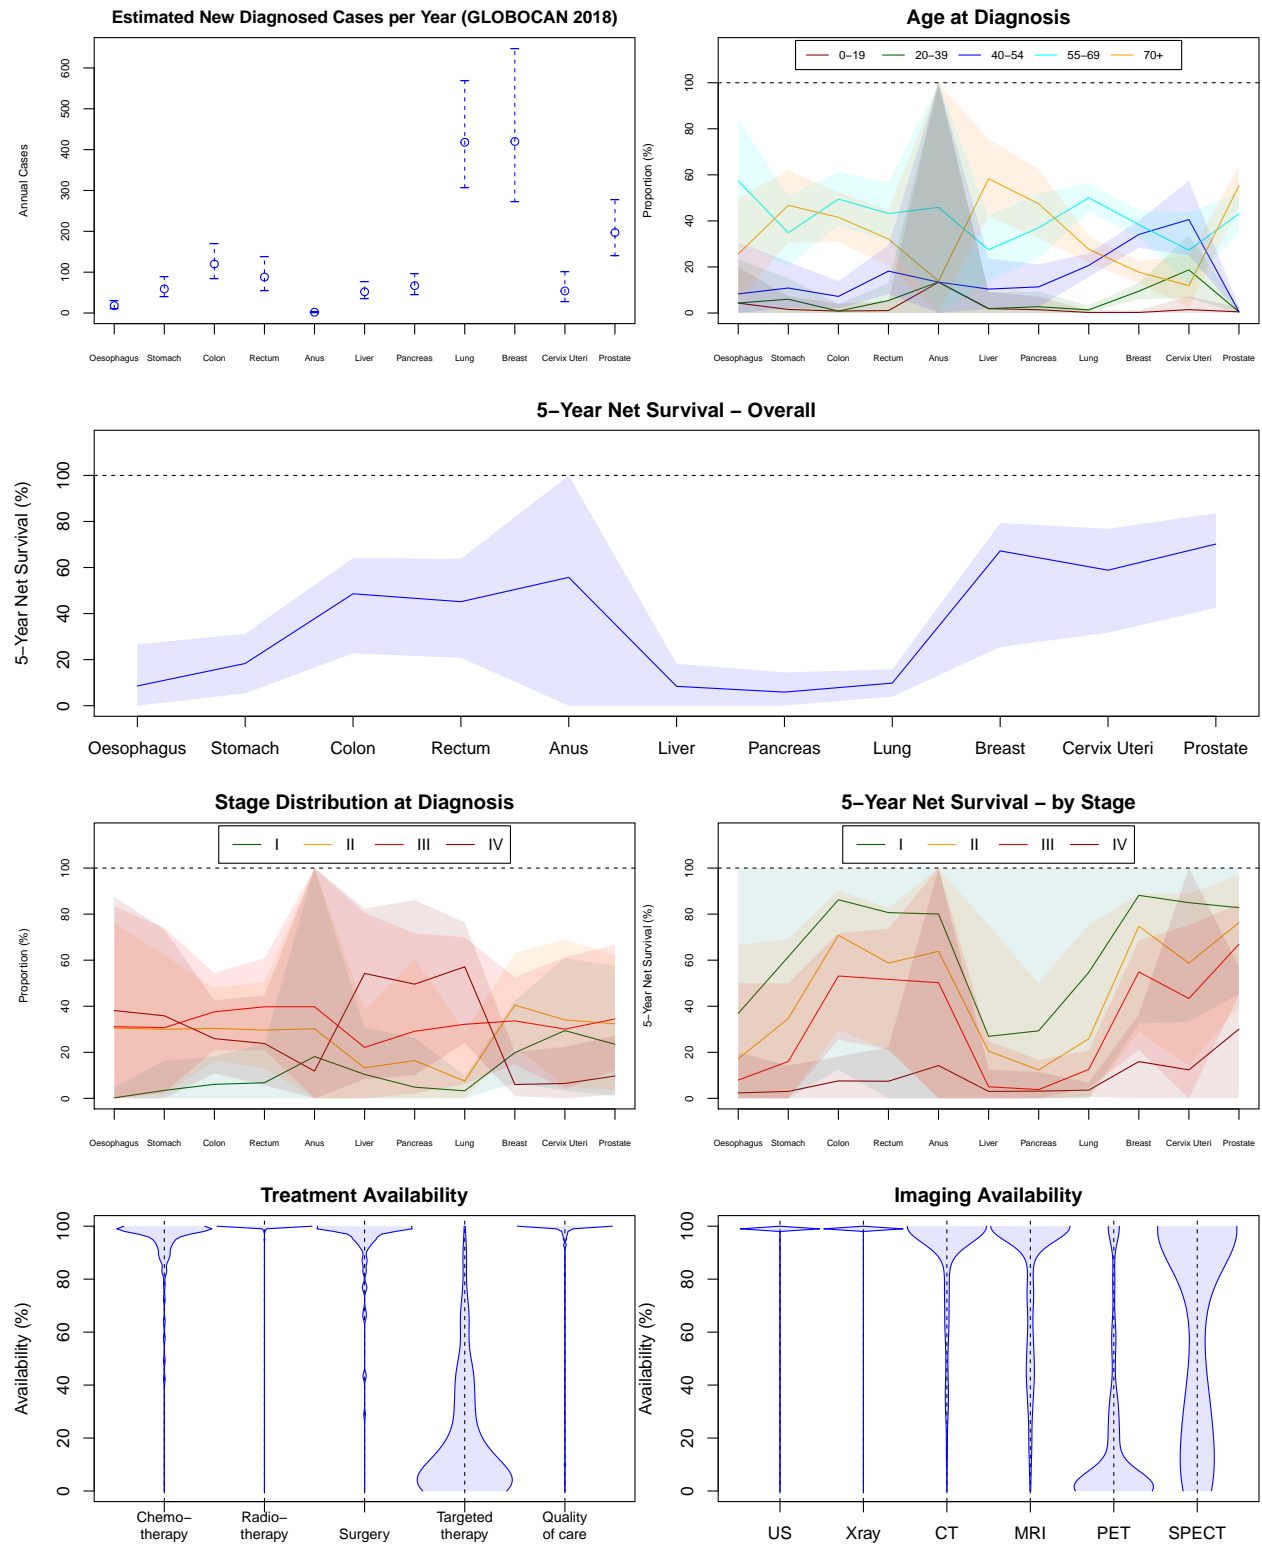 Estimated New Diagnosed Cases per Year (GLOBOCAN 2018)
Annual Cases
0 100 200 300 400 500 600
Oesophagus Stomach Colon Rectum Anus Liver Pancreas Lung Breast Cervix Uteri Prostate
Age at Diagnosis
0−19 20−39 40−54 55−69 70+
Proportion (%)
0 20 40 60 80 100
Oesophagus Stomach Colon Rectum Anus Liver Pancreas Lung Breast Cervix Uteri Prostate
5−Year Net Survival − Overall
5−Year Net Survival (%)
0 20 40 60 80 100
Oesophagus Stomach Colon Rectum Anus Liver Pancreas Lung Breast Cervix Uteri Prostate
Stage Distribution at Diagnosis
I II III IV
Proportion (%)
0 20 40 60 80 100
Oesophagus Stomach Colon Rectum Anus Liver Pancreas Lung Breast Cervix Uteri Prostate
5−Year Net Survival − by Stage
I II III IV
5−Year Net Survival (%)
0 20 40 60 80 100
Oesophagus Stomach Colon Rectum Anus Liver Pancreas Lung Breast Cervix Uteri Prostate
Treatment Availability
Availability (%)
0 20 40 60 80 100
Chemo− Radio− Targeted Quality
therapy therapy Surgery therapy of care
Imaging Availability
Availability (%)
0 20 40 60 80 100
US Xray CT MRI PET SPECT